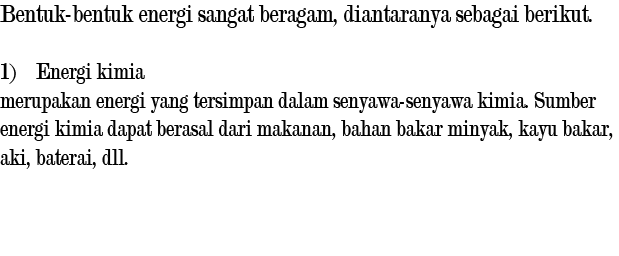 Bentuk-bentuk energi sangat beragam, diantaranya sebagai berikut.
1) Energi kimia
merupakan energi yang tersimpan dalam senyawa-senyawa kimia. Sumber
energi kimia dapat berasal dari makanan, bahan bakar minyak, kayu bakar,
aki, baterai, dll.